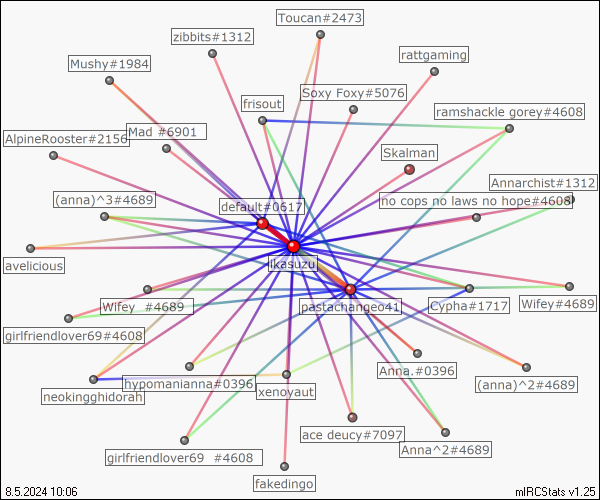 Toucan#2473
zibbits#1312
rattgaming
Mushy#1984
Soxy Foxy#5076
frisout
ramshackle gorey#4608
Mad #6901
AlpineRooster#2156
Skalman
Annarchist#1312
(anna)^3#4689
no cops no laws no hope#4608
default#0617
ikasuzu
avelicious
Wifey #4689
pastachangeo41
Cypha#1717
Wifey#4689
girlfriendlover69#4608
Anna.#0396
hypomanianna#0396
(anna)^2#4689
neokingghidorah
xenoyaut
ace deucy#7097
Anna^2#4689
girlfriendlover69 #4608
fakedingo
8.5.2024 10:06
mIRCStats v1.25